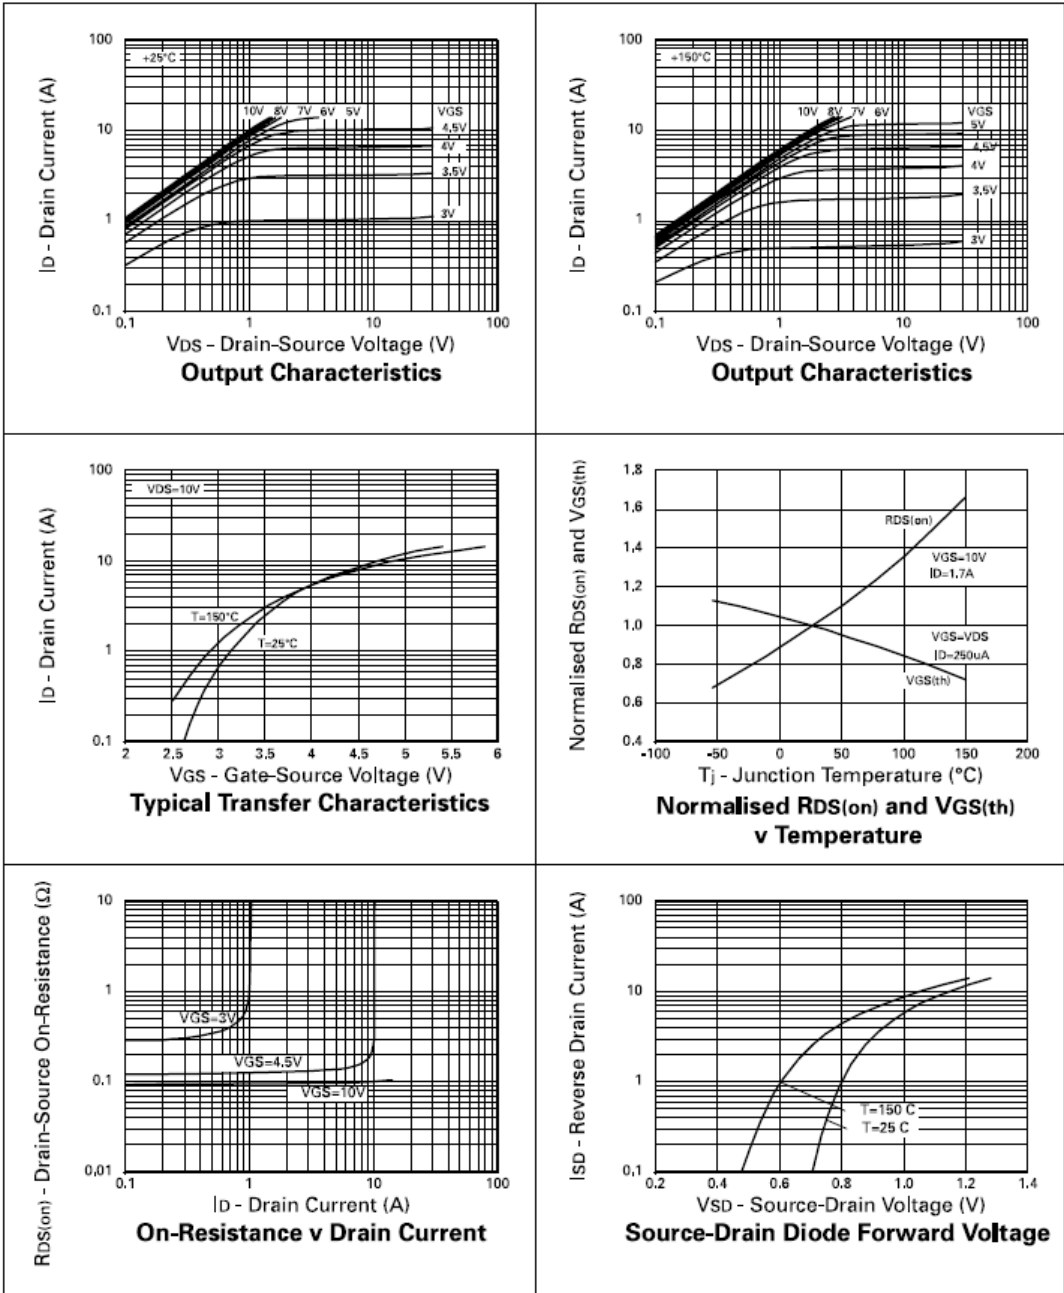 100
10
1
0.1
ID - Drain Current (A)
+25°C
10V 8V 7V 6V 5V VGS
4,5V
4V
3.5V
3V
0.1 1 10 100
VDS - Drain-Source Voltage (V)
Output Characteristics
100
10
1
0.1
ID - Drain Current (A)
+150°C
10V 8V 7V 6V VGS
5V
4,5V
4V
3,5V
3V
0.1 1 10 100
VDS - Drain-Source Voltage (V)
Output Characteristics
100
10
1
0.1
ID - Drain Current (A)
VDS=10V
T=150°C
T=25°C
2 2.5 3 3.5 4 4.5 5 5.5 6
VGS - Gate-Source Voltage (V)
Typical Transfer Characteristics
1.8
1.6
1.4
1.2
1.0
0.8
0.6
0.4
Normalised RDS(on) and VGS(th)
RDS(on)
VGS=10V
ID=1.7A
VGS=VDS
ID=250uA
VGS(th)
-100 -50 0 50 100 150 200
Tj - Junction Temperature (°C)
Normalised RDS(on) and VGS(th)
v Temperature
10
1
0.1
0,01
RDS(on) - Drain-Source On-Resistance (Ω)
VGS=3V
VGS=4.5V
VGS=10V
0.1 1 10 100
ID - Drain Current (A)
On-Resistance v Drain Current
100
10
1
0,1
ISD - Reverse Drain Current (A)
T=150 C
T=25 C
0.2 0.4 0.6 0.8 1.0 1.2 1.4
VSD - Source-Drain Voltage (V)
Source-Drain Diode Forward Voltage